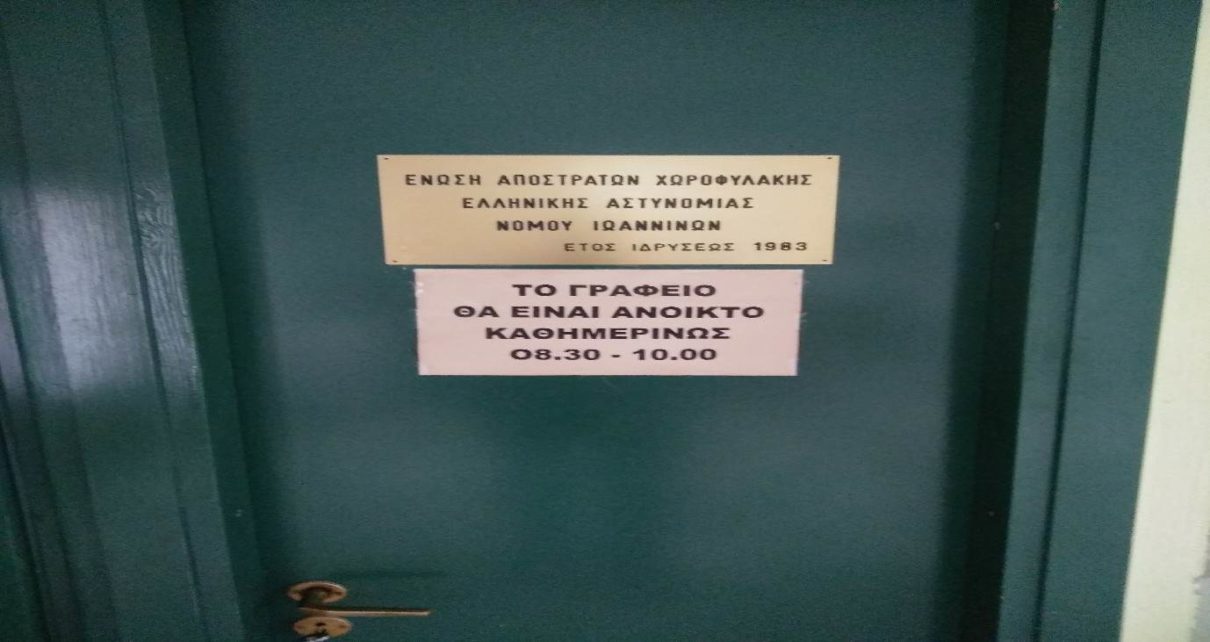 ΕΝΩΣΗ ΑΠΟΣΤΡΑΤΩΝ ΧΩΡΟΦΥΛΑΚΗΣ
ΕΛΛΗΝΙΚΗΣ ΑΣΤΥΝΟΜΙΑΣ
ΝΟΜΟΥ ΙΩΑΝΝΙΝΩΝ
ΕΤΟΣ ΙΔΡΥΣΕΩΣ 1983
ΤΟ ΓΡΑΦΕΙΟ
ΘΑ ΕΙΝΑΙ ΑΝΟΙΚΤΟ
ΚΑΘΗΜΕΡΙΝΩΣ
08.30 - 10.00